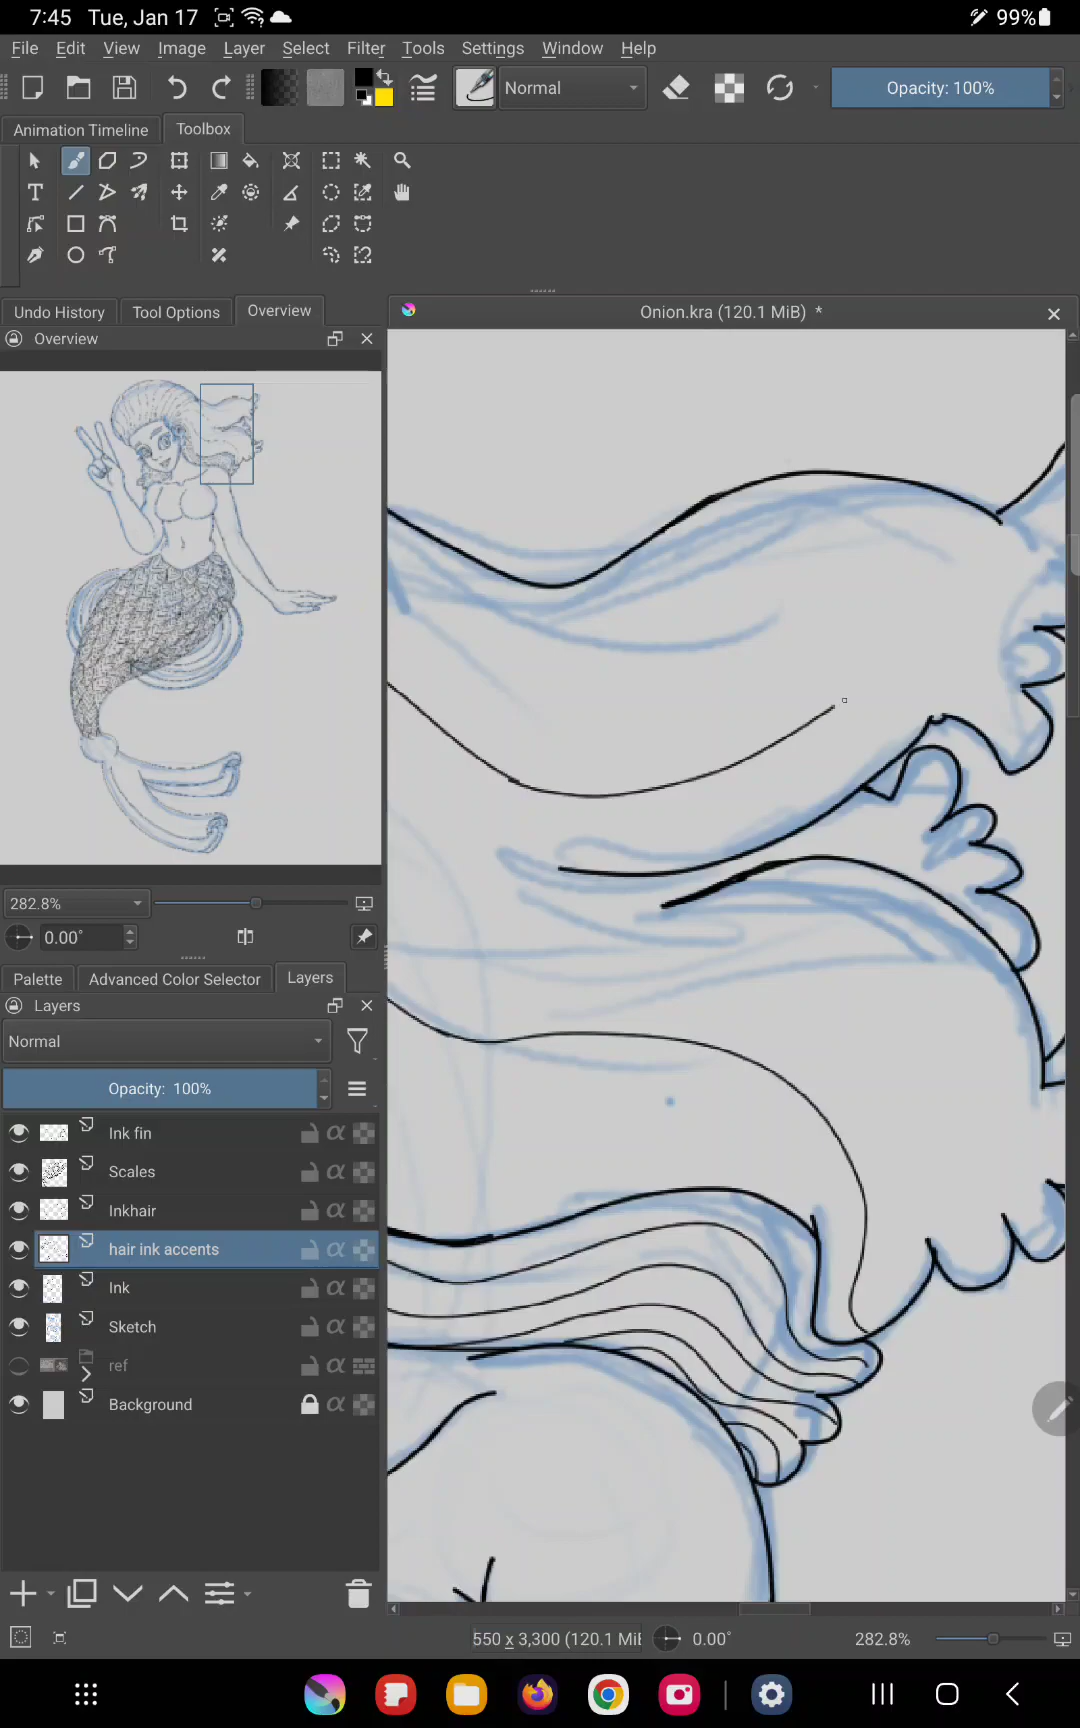 7:45 Tue, Jan 17 99%
File Edit View Image Layer Select Filter Tools Settings Window Help
Normal Opacity: 100%
Animation Timeline Toolbox
Undo History Tool Options Overview Onion.kra (120.1 MiB) *
Overview
282.8%
0.00°
Palette Advanced Color Selector Layers
Layers
Normal
Opacity: 100%
Ink fin
Scales
Inkhair
hair ink accents
Ink
Sketch
ref
Background
550 x 3,300 (120.1 MiB 0.00° 282.8%